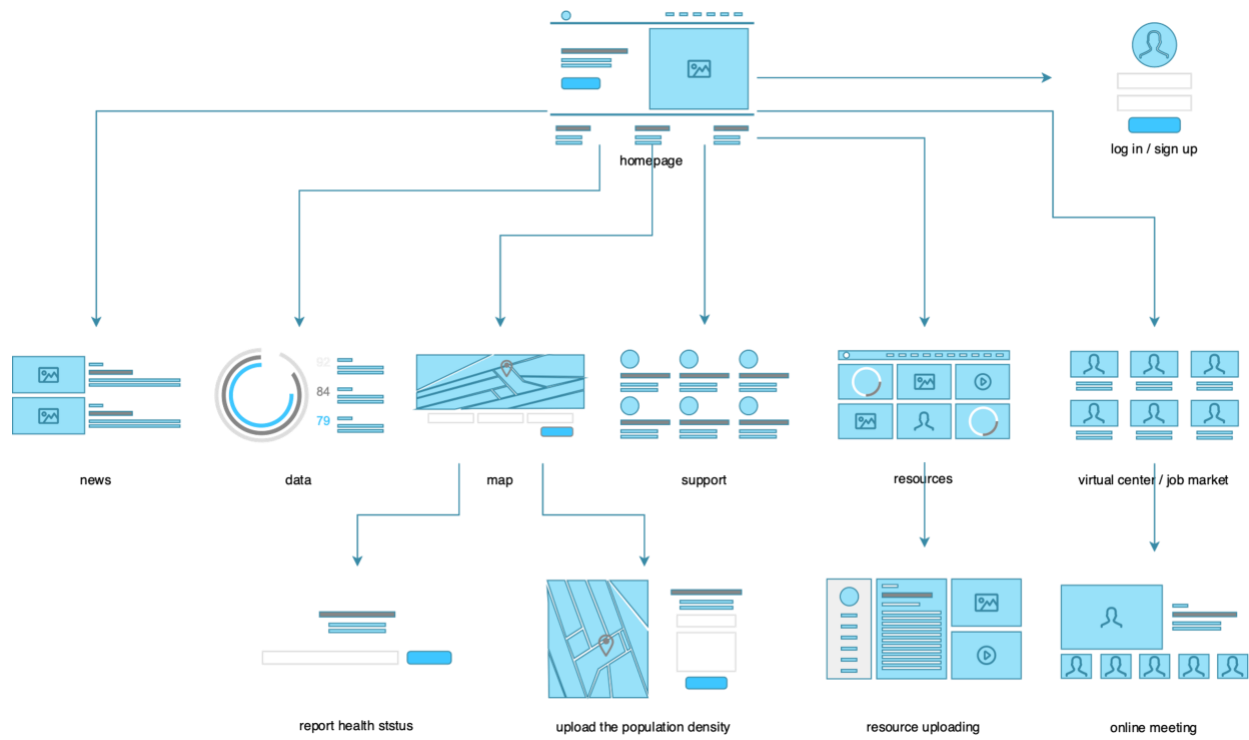 homepage
log in / sign up
92
84
79
news
data
map
support
resources
virtual center / job market
report health ststus
upload the population density
resource uploading
online meeting